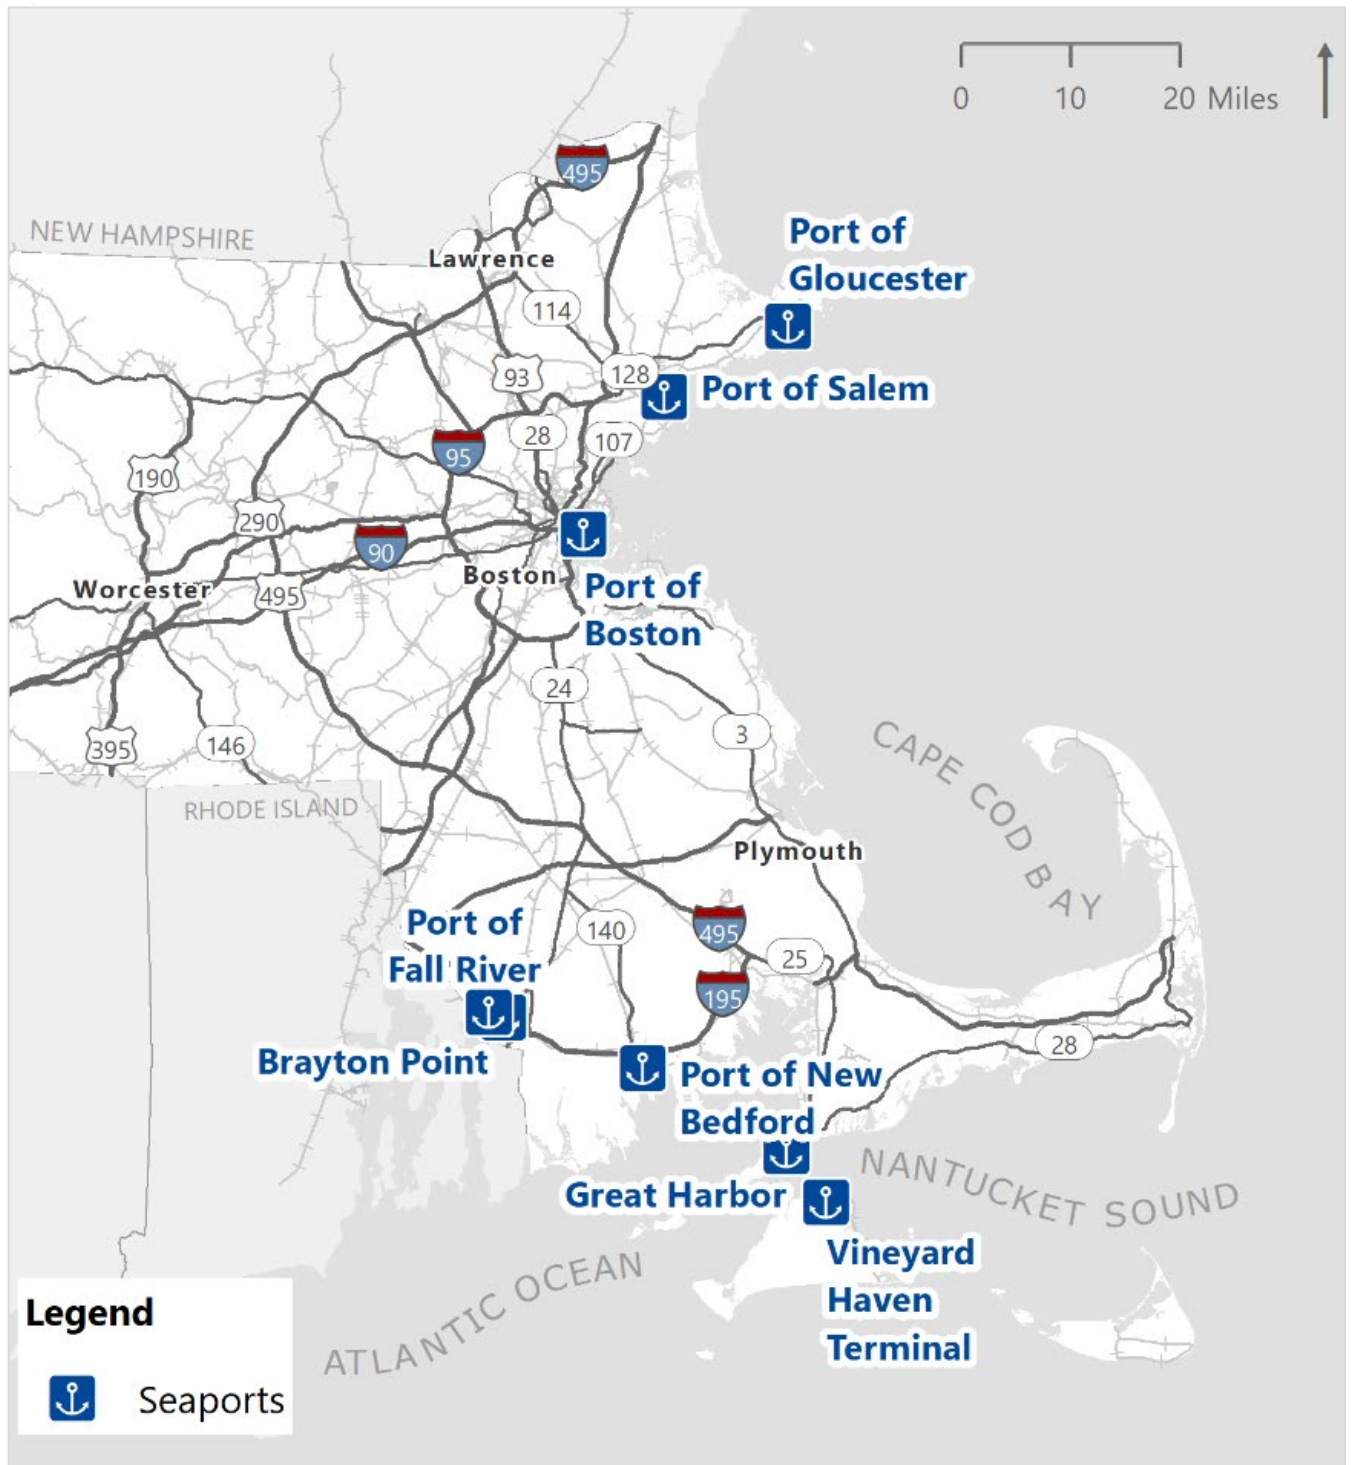 0 10 20 Miles
495
NEW HAMPSHIRE
Port of
Gloucester
Lawrence
114
93
128
Port of Salem
28
107
95
190
290
90
Boston
Worcester
495
Port of
Boston
24
3
395
146
CAPE COD BAY
RHODE ISLAND
Plymouth
Port of
Fall River
140
495
25
195
28
Brayton Point
Port of New
Bedford
NANTUCKET SOUND
Great Harbor
Vineyard
Haven
Terminal
ATLANTIC OCEAN
Legend
Seaports